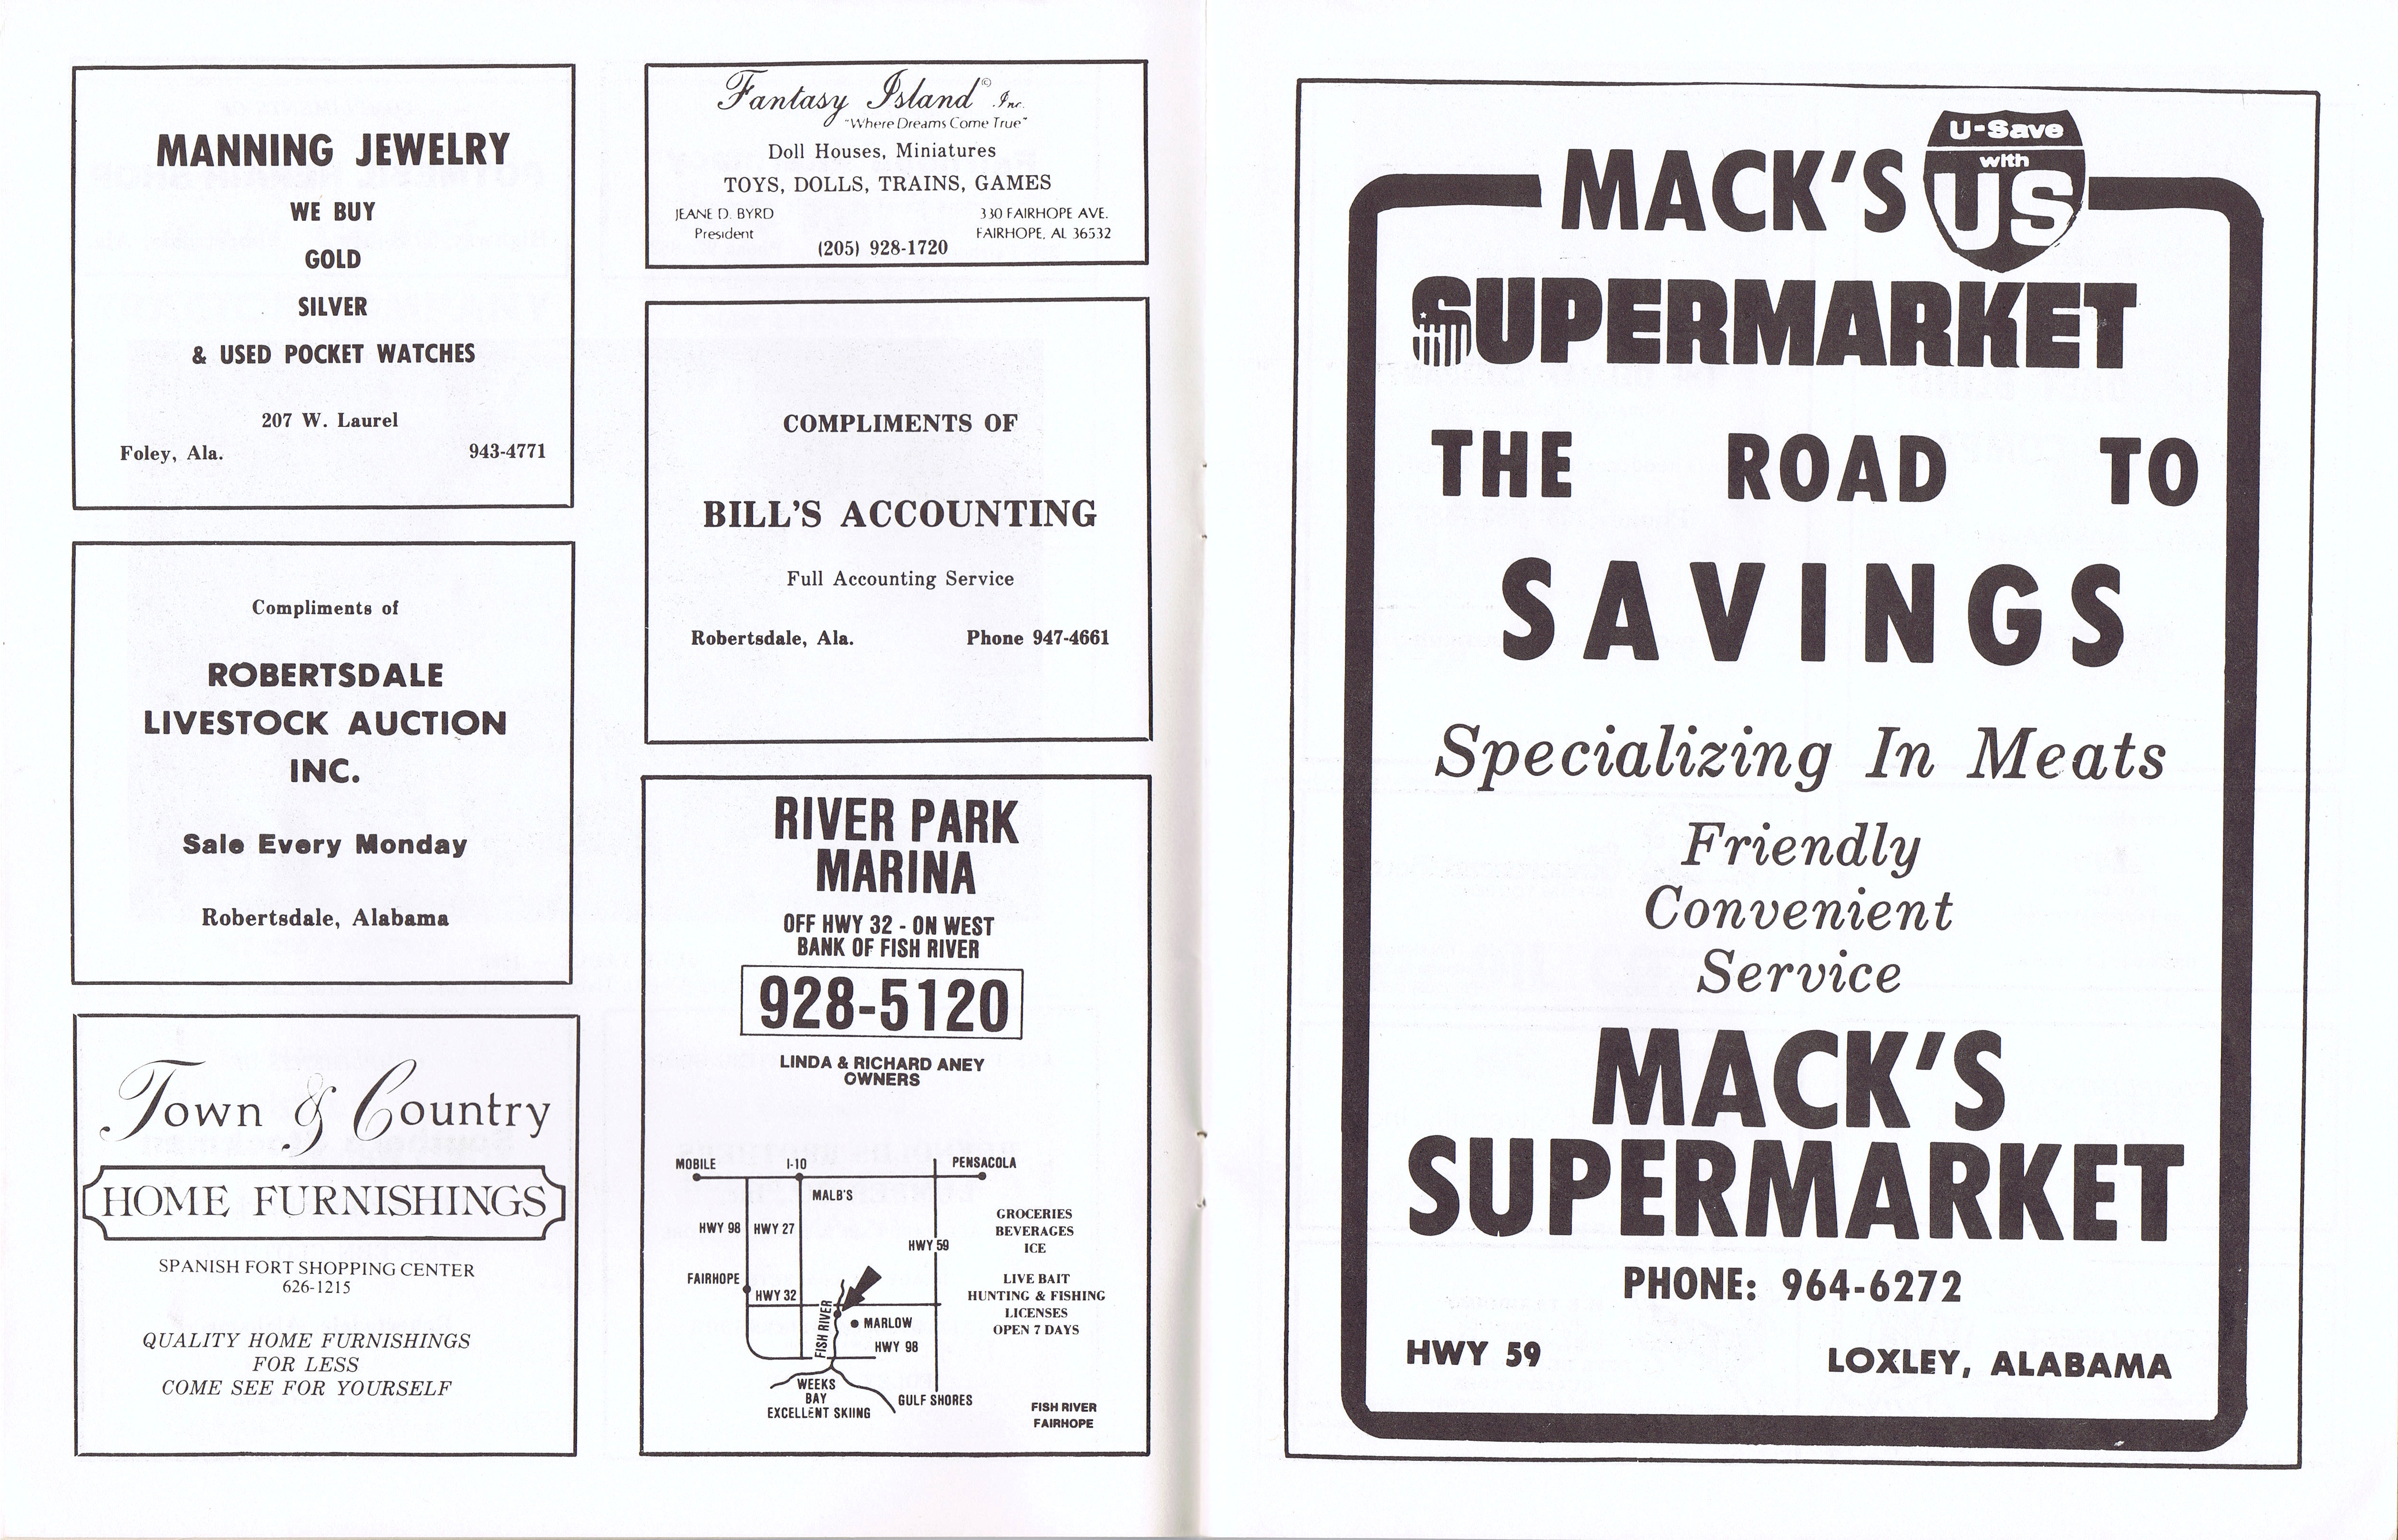 MANNING JEWELRY
WE BUY
GOLD
SILVER
& USED POCKET WATCHES
207 W. Laurel
Foley, Ala. 943-4771
Compliments of
ROBERTSDALE
LIVESTOCK AUCTION
INC.
Sale Every Monday
Robertsdale, Alabama
Town & Country
HOME FURNISHINGS
SPANISH FORT SHOPPING CENTER
626-1215
QUALITY HOME FURNISHINGS
FOR LESS
COME SEE FOR YOURSELF
Fantasy Island © Inc.
"Where Dreams Come True"
Doll Houses, Miniatures
TOYS, DOLLS, TRAINS, GAMES
JEANE D. BYRD
President
330 FAIRHOPE AVE.
FAIRHOPE, AL 36532
(205) 928-1720
COMPLIMENTS OF
BILL'S ACCOUNTING
Full Accounting Service
Robertsdale, Ala. Phone 947-4661
RIVER PARK
MARINA
OFF HWY 32 - ON WEST
BANK OF FISH RIVER
928-5120
LINDA & RICHARD ANEY
OWNERS
MOBILE I-10 PENSACOLA
MALB'S
HWY 98 HWY 27
HWY 59
FAIRHOPE
HWY 32
FISH RIVER
MARLOW
HWY 98
WEEKS
BAY
EXCELLENT SKIING
GULF SHORES
GROCERIES
BEVERAGES
ICE
LIVE BAIT
HUNTING & FISHING
LICENSES
OPEN 7 DAYS
FISH RIVER
FAIRHOPE
MACK'S
U-Save
with
US
SUPERMARKET
THE ROAD TO
SAVINGS
Specializing In Meats
Friendly
Convenient
Service
MACK'S
SUPERMARKET
PHONE: 964-6272
HWY 59 LOXLEY, ALABAMA